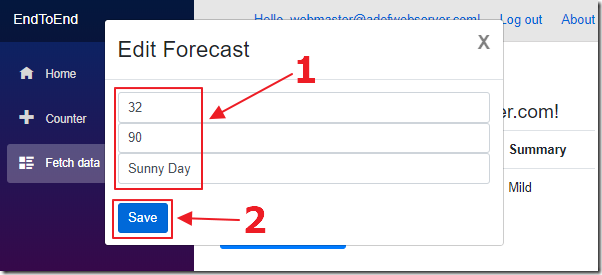 EndToEnd
Hello, webmaster@adefwebserver.com! Log out About
Edit Forecast
X
Home
Counter
Fetch data
32
90
Sunny Day
Save
1
2
er.com!
Summary
Mild